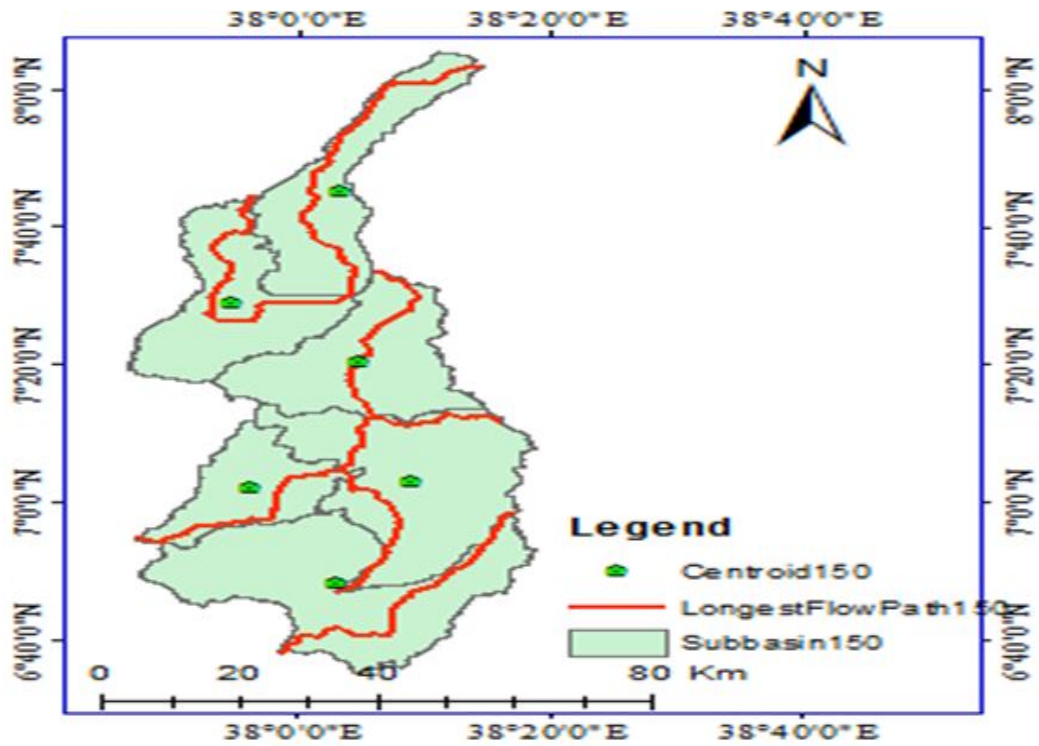 38°0'0"E 38°20'0"E 38°40'0"E
N
8°0'0"N 8°0'0"N
7°40'0"N 7°40'0"N
7°20'0"N 7°20'0"N
7°0'0"N 7°0'0"N
6°40'0"N 6°40'0"N
Legend
Centroid150
LongestFlowPath150
Subbasin150
0 20 40 80 Km
38°0'0"E 38°20'0"E 38°40'0"E